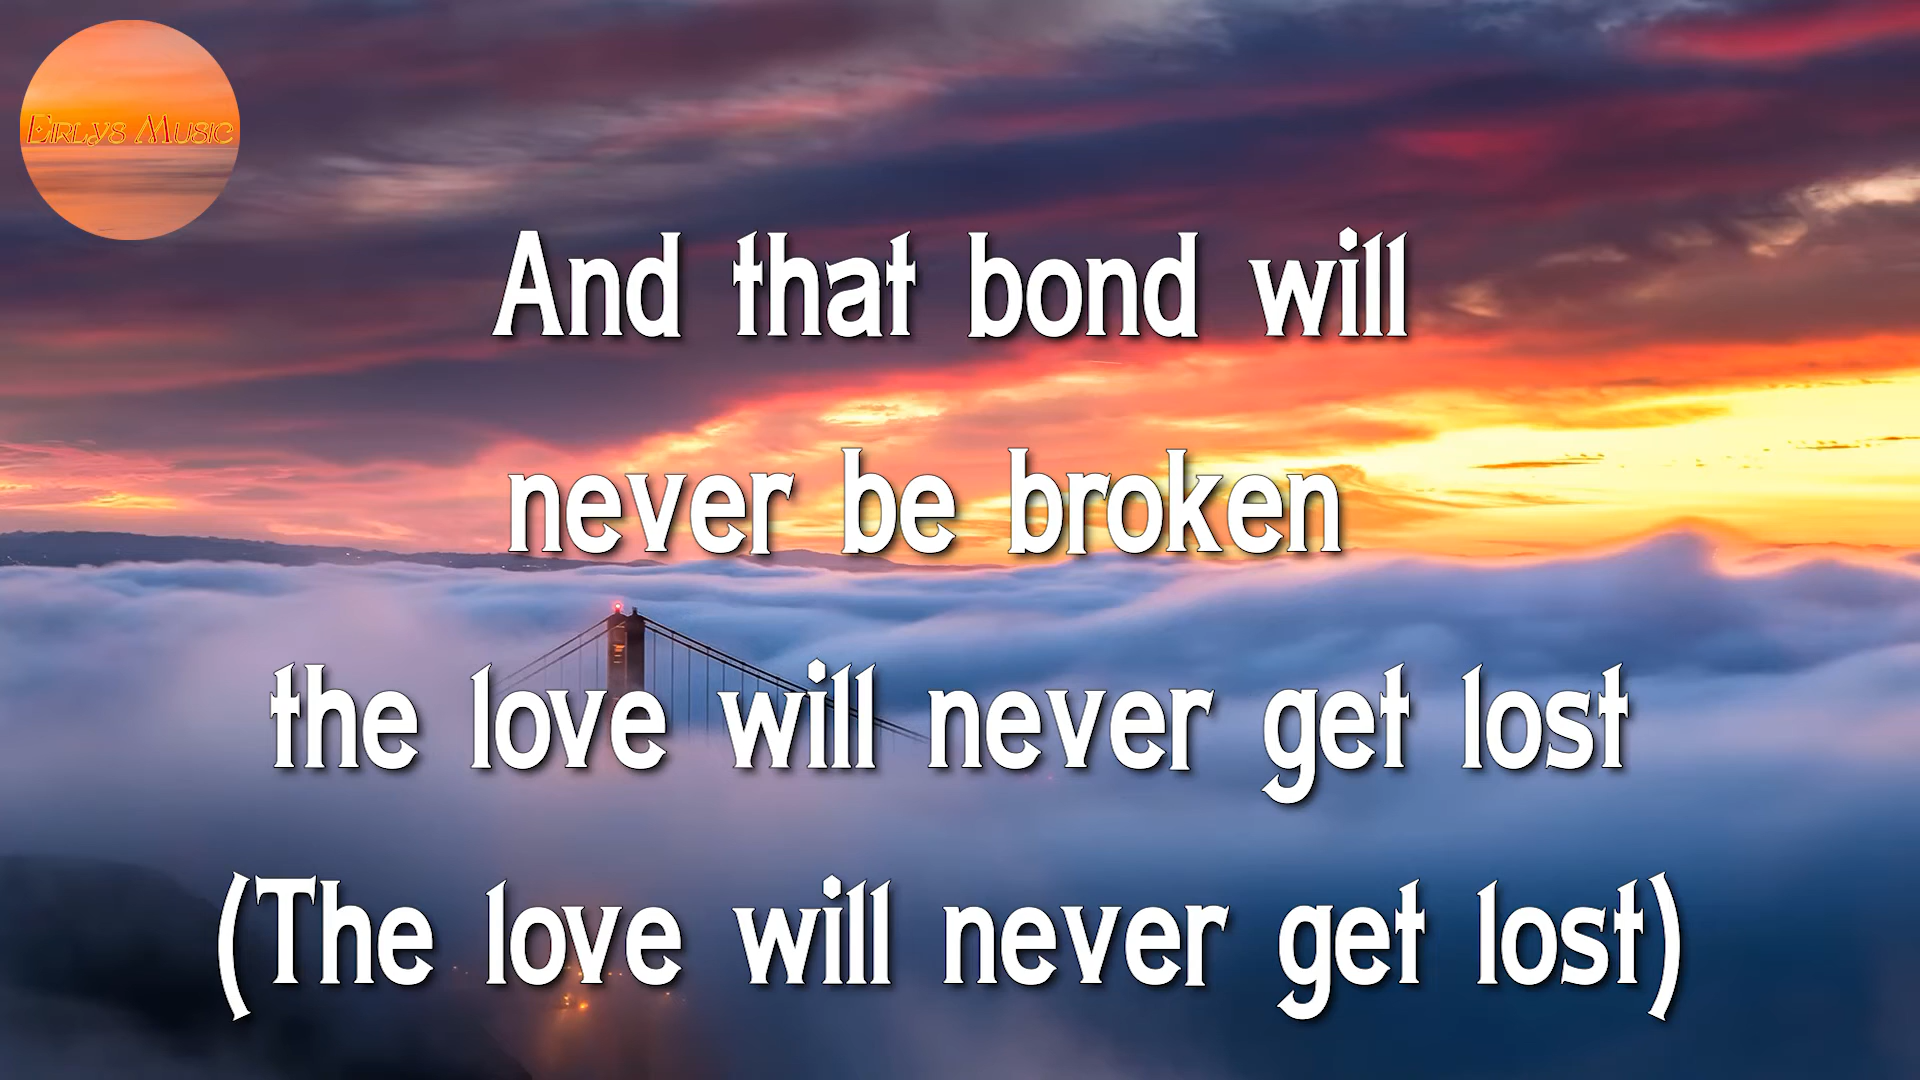 Eirlys Music
And that bond will
never be broken
the love will never get lost
(The love will never get lost)